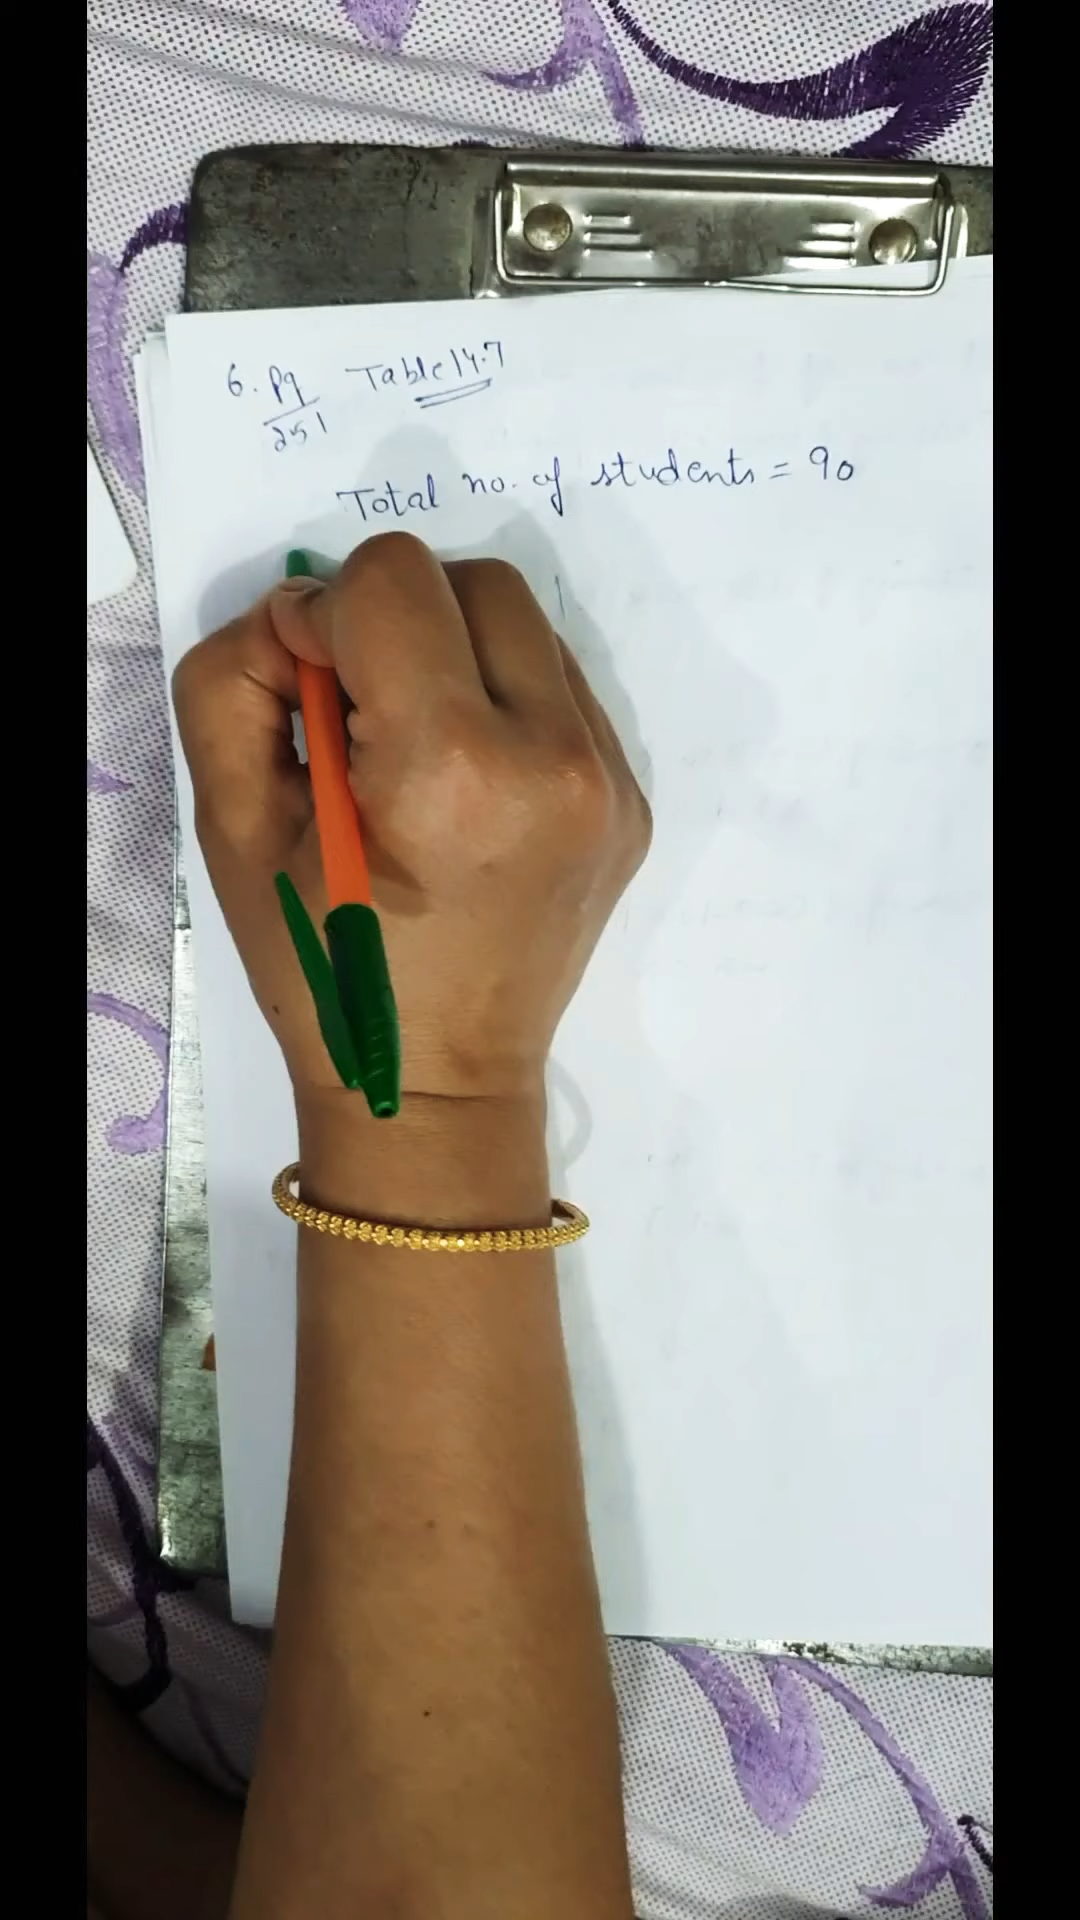 6. Pg Table 14.7
251
Total no. of students = 90